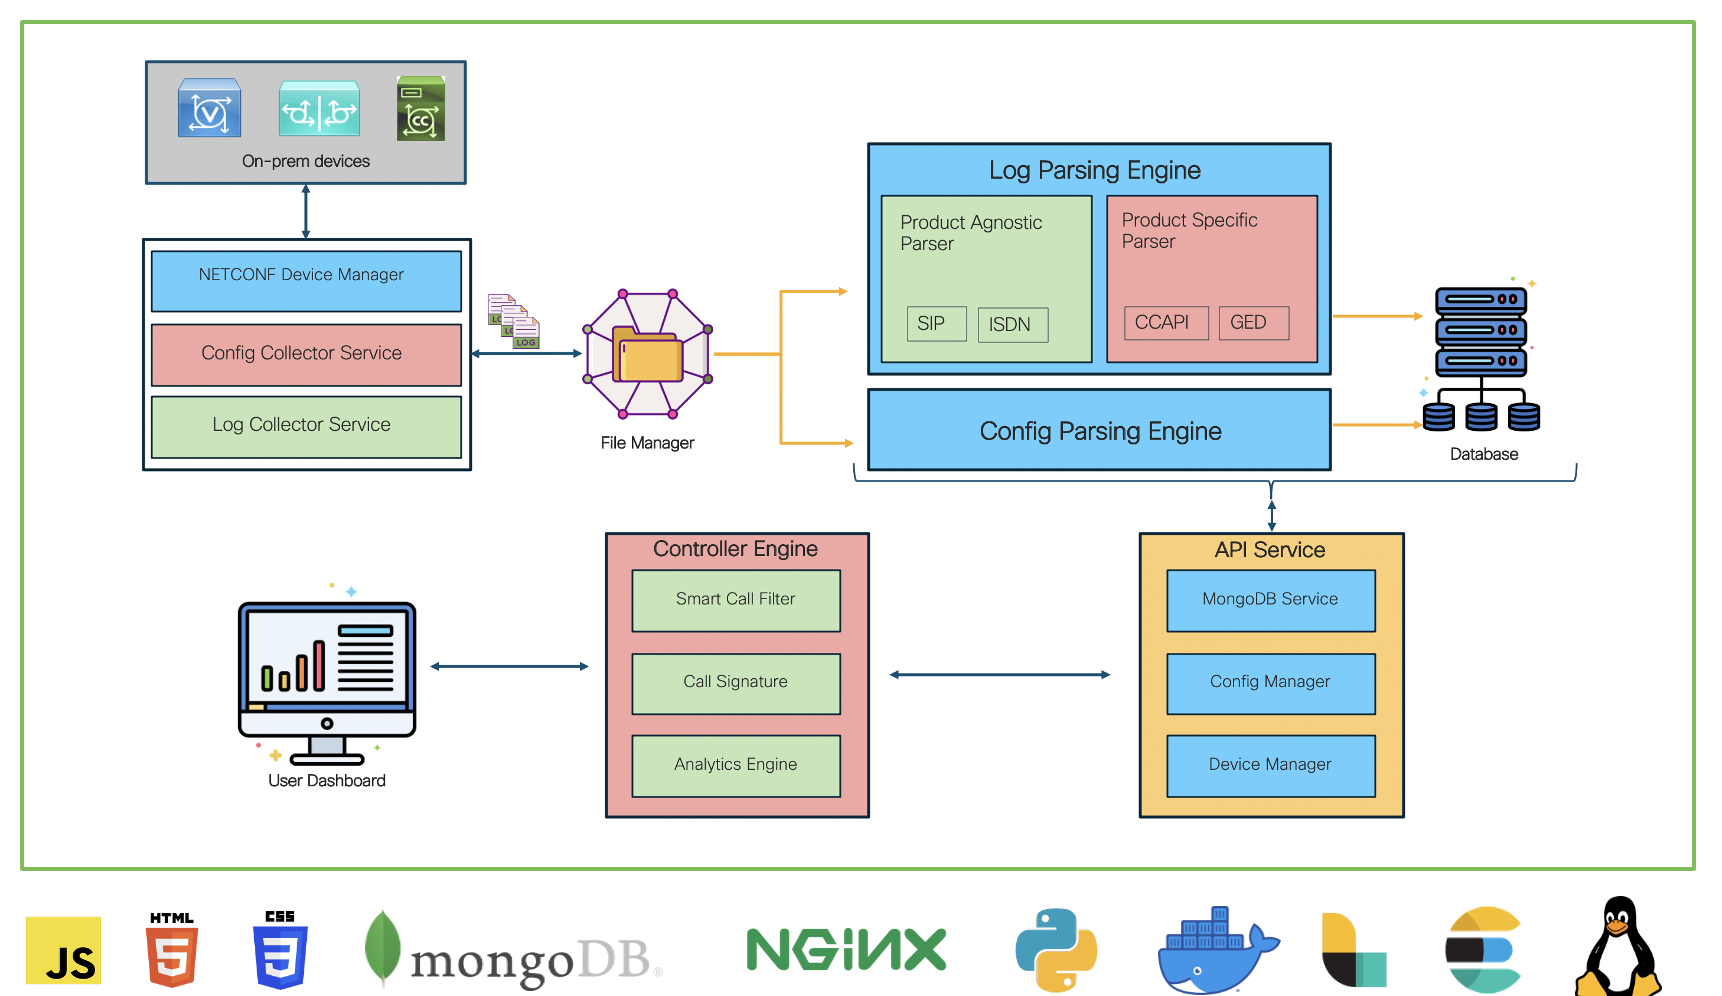 On-prem devices
NETCONF Device Manager
Config Collector Service
Log Collector Service
LOG
LOG
LOG
File Manager
Log Parsing Engine
Product Agnostic
Parser
SIP
ISDN
Product Specific
Parser
CCAPI
GED
Config Parsing Engine
Database
Controller Engine
Smart Call Filter
Call Signature
Analytics Engine
API Service
MongoDB Service
Config Manager
Device Manager
User Dashboard
V
CC
JS
HTML
5
CSS
3
mongoDB®
NGINX